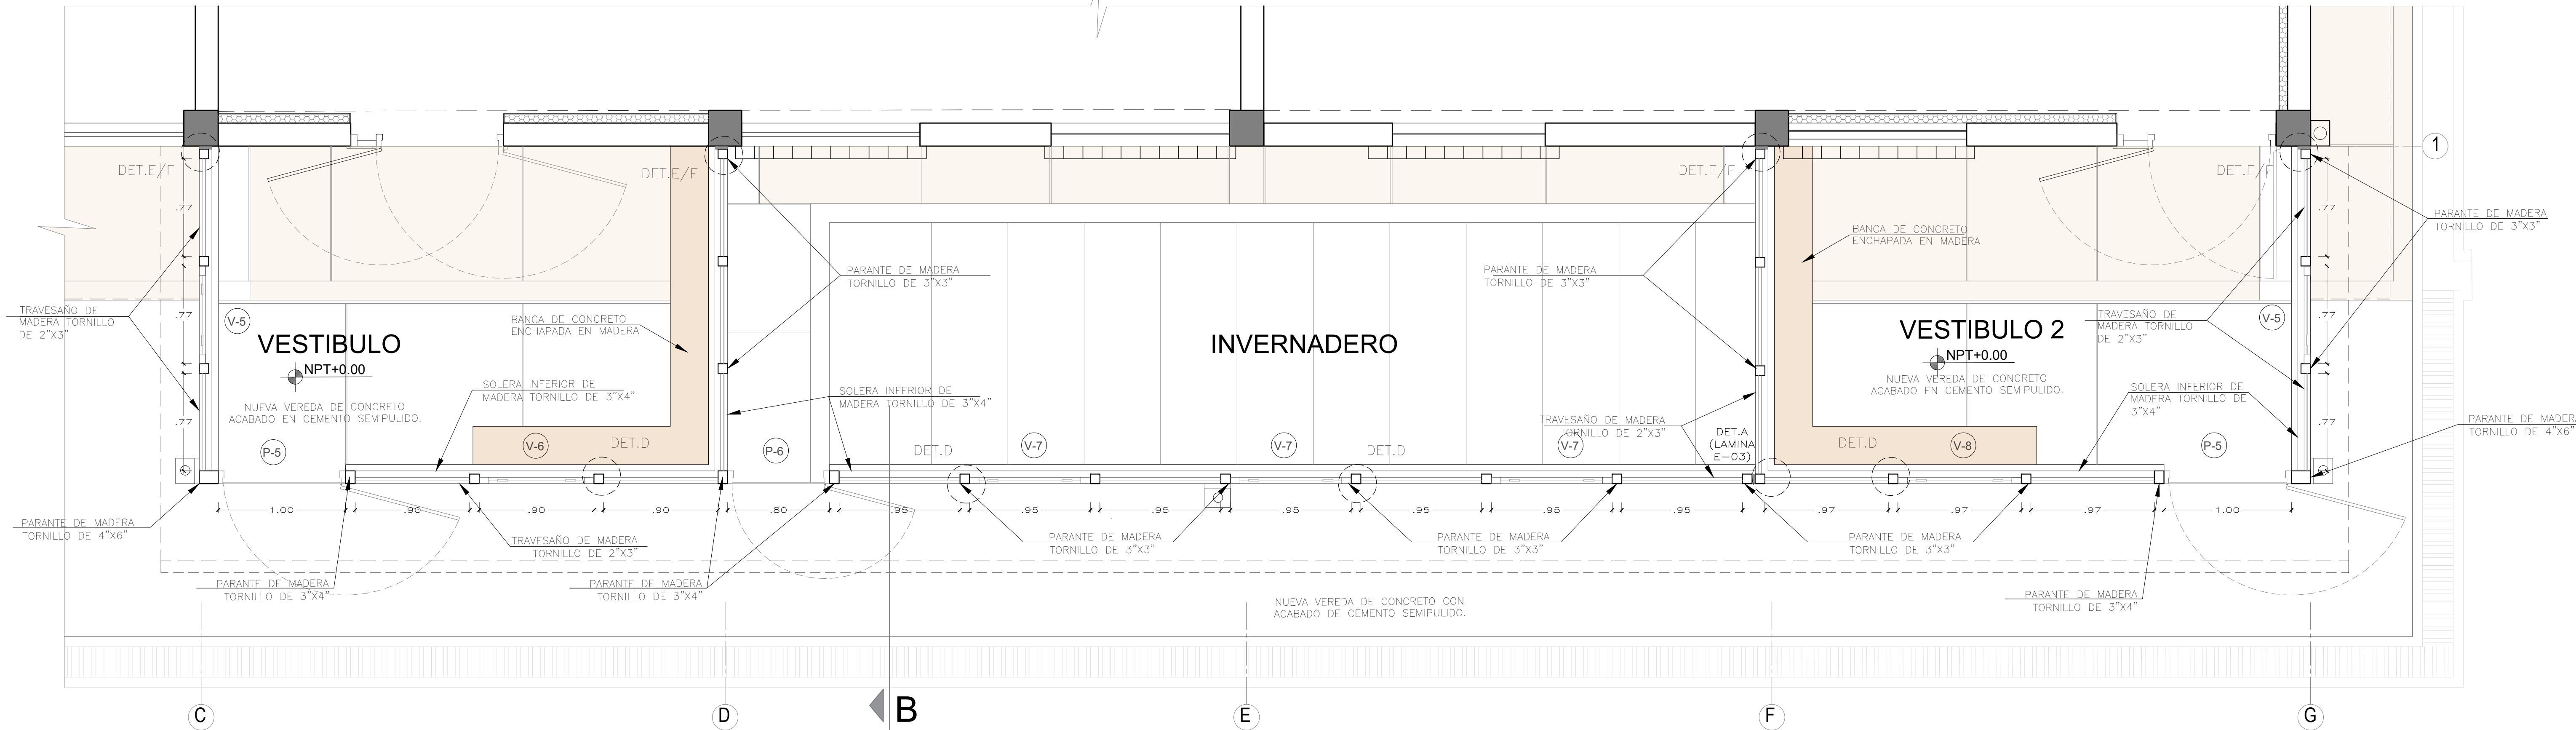 DET.E/F
DET.E/F
DET.E/F
DET.E/F
1
.77
.77
.77
.77
.77
.77
PARANTE DE MADERA
TORNILLO DE 3"X3"
BANCA DE CONCRETO
ENCHAPADA EN MADERA
PARANTE DE MADERA
TORNILLO DE 3"X3"
PARANTE DE MADERA
TORNILLO DE 3"X3"
TRAVESAÑO DE
MADERA TORNILLO
DE 2"X3"
V-5
BANCA DE CONCRETO
ENCHAPADA EN MADERA
TRAVESAÑO DE
MADERA TORNILLO
DE 2"X3"
V-5
VESTIBULO
NPT+0.00
NUEVA VEREDA DE CONCRETO
ACABADO EN CEMENTO SEMIPULIDO.
INVERNADERO
VESTIBULO 2
NPT+0.00
NUEVA VEREDA DE CONCRETO
ACABADO EN CEMENTO SEMIPULIDO.
SOLERA INFERIOR DE
MADERA TORNILLO DE 3"X4"
SOLERA INFERIOR DE
MADERA TORNILLO DE 3"X4"
SOLERA INFERIOR DE
MADERA TORNILLO DE
3"X4"
TRAVESAÑO DE MADERA
TORNILLO DE 2"X3"
DET.A
(LAMINA
E-03)
PARANTE DE MADERA
TORNILLO DE 4"X6"
P-5
V-6
DET.D
P-6
DET.D
V-7
V-7
DET.D
V-7
DET.D
V-8
P-5
1.00
.90
.90
.90
.80
.95
.95
.95
.95
.95
.95
.95
.97
.97
.97
1.00
PARANTE DE MADERA
TORNILLO DE 4"X6"
TRAVESAÑO DE MADERA
TORNILLO DE 2"X3"
PARANTE DE MADERA
TORNILLO DE 3"X3"
PARANTE DE MADERA
TORNILLO DE 3"X3"
PARANTE DE MADERA
TORNILLO DE 3"X3"
PARANTE DE MADERA
TORNILLO DE 3"X4"
PARANTE DE MADERA
TORNILLO DE 3"X4"
PARANTE DE MADERA
TORNILLO DE 3"X4"
NUEVA VEREDA DE CONCRETO CON
ACABADO DE CEMENTO SEMIPULIDO.
C
D
B
E
F
G